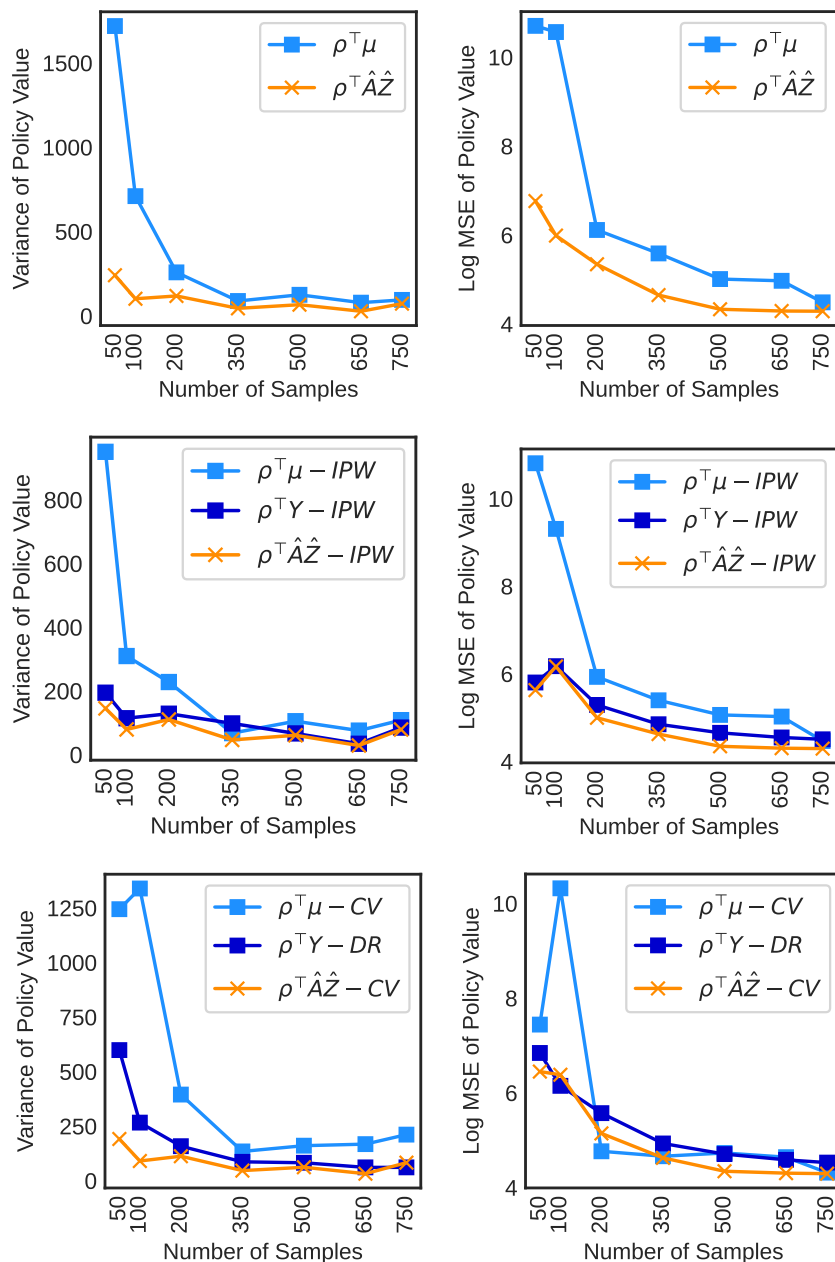 Variance of Policy Value
1500
1000
500
0
ρ⊤μ
ρ⊤ÂẐ
50
100
200
350
500
650
750
Number of Samples
Log MSE of Policy Value
10
8
6
4
ρ⊤μ
ρ⊤ÂẐ
50
100
200
350
500
650
750
Number of Samples
Variance of Policy Value
800
600
400
200
0
ρ⊤μ − IPW
ρ⊤Y − IPW
ρ⊤ÂẐ − IPW
50
100
200
350
500
650
750
Number of Samples
Log MSE of Policy Value
10
8
6
4
ρ⊤μ − IPW
ρ⊤Y − IPW
ρ⊤ÂẐ − IPW
50
100
200
350
500
650
750
Number of Samples
Variance of Policy Value
1250
1000
750
500
250
0
ρ⊤μ − CV
ρ⊤Y − DR
ρ⊤ÂẐ − CV
50
100
200
350
500
650
750
Number of Samples
Log MSE of Policy Value
10
8
6
4
ρ⊤μ − CV
ρ⊤Y − DR
ρ⊤ÂẐ − CV
50
100
200
350
500
650
750
Number of Samples